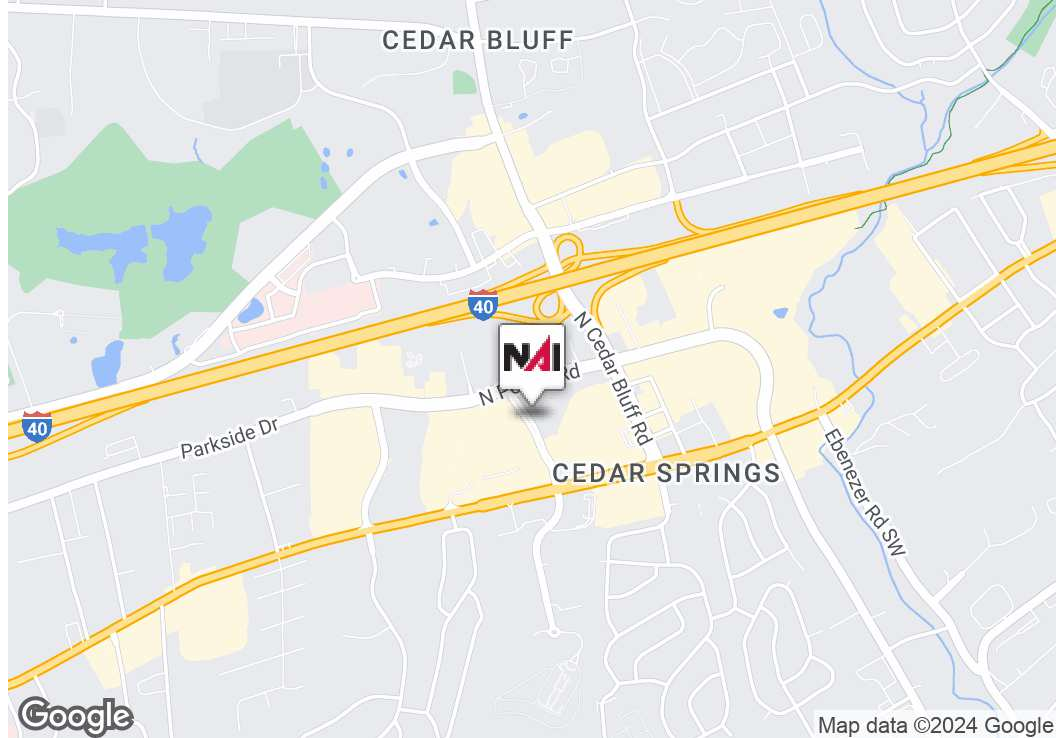 CEDAR BLUFF
40
NAI
N Cedar Bluff Rd
N Rd
40
Parkside Dr
CEDAR SPRINGS
Ebenezer Rd SW
Google
Map data ©2024 Google